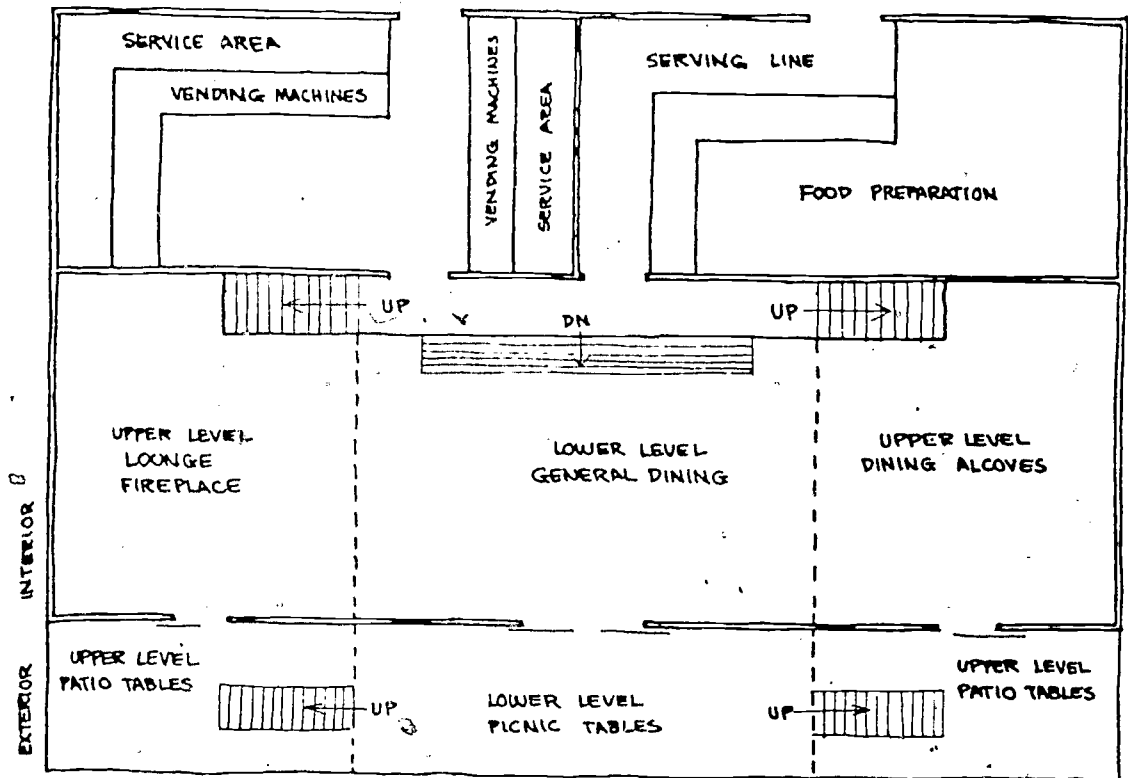 SERVICE AREA
VENDING MACHINES
VENDING MACHINES
SERVICE AREA
SERVING LINE
FOOD PREPARATION
UP
DN
UP
UPPER LEVEL
LOUNGE
FIREPLACE
LOWER LEVEL
GENERAL DINING
UPPER LEVEL
DINING ALCOVES
INTERIOR
EXTERIOR
UPPER LEVEL
PATIO TABLES
UP
LOWER LEVEL
PICNIC TABLES
UP
UPPER LEVEL
PATIO TABLES